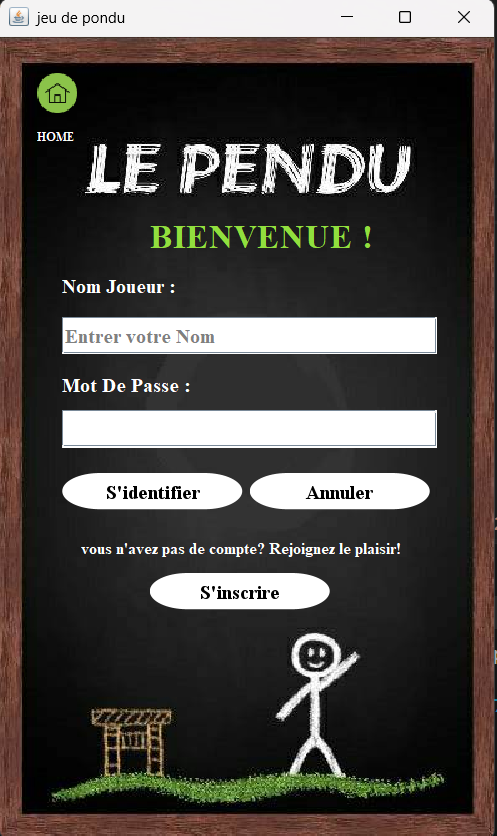 jeu de pondu
HOME
LE PENDU
BIENVENUE !
Nom Joueur :
Entrer votre Nom
Mot De Passe :
S'identifier
Annuler
vous n'avez pas de compte? Rejoignez le plaisir!
S'inscrire